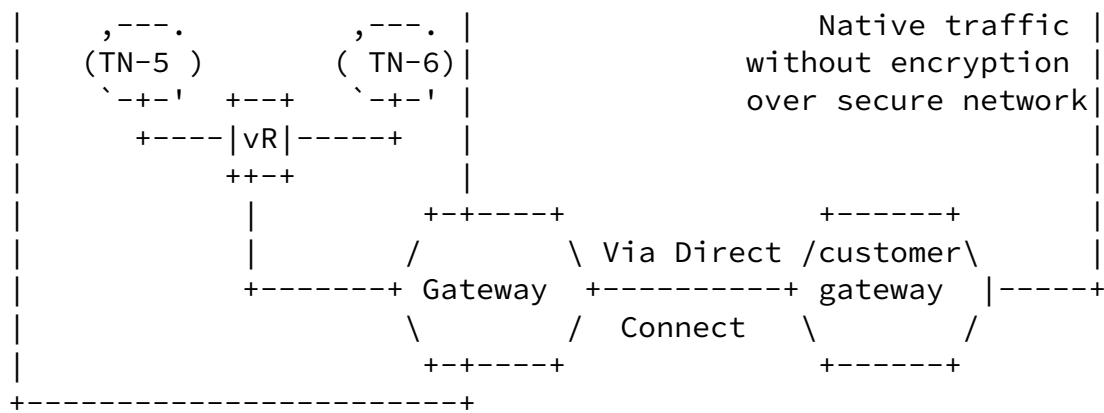 |    ,---.         ,---. |                   Native traffic |
|   (TN-5 )       ( TN-6)|               without encryption |
|    `-+-'  +--+   `-+-' |               over secure network|
|      +----|vR|-----+   |                                  |
|           ++-+         |                                  |
|            |         +-+----+              +------+       |
|            |        /        \ Via Direct /customer\      |
|            +-------+ Gateway  +----------+ gateway  |-----+
|                     \        /  Connect   \        /
|                      +-+----+              +------+
+------------------------+